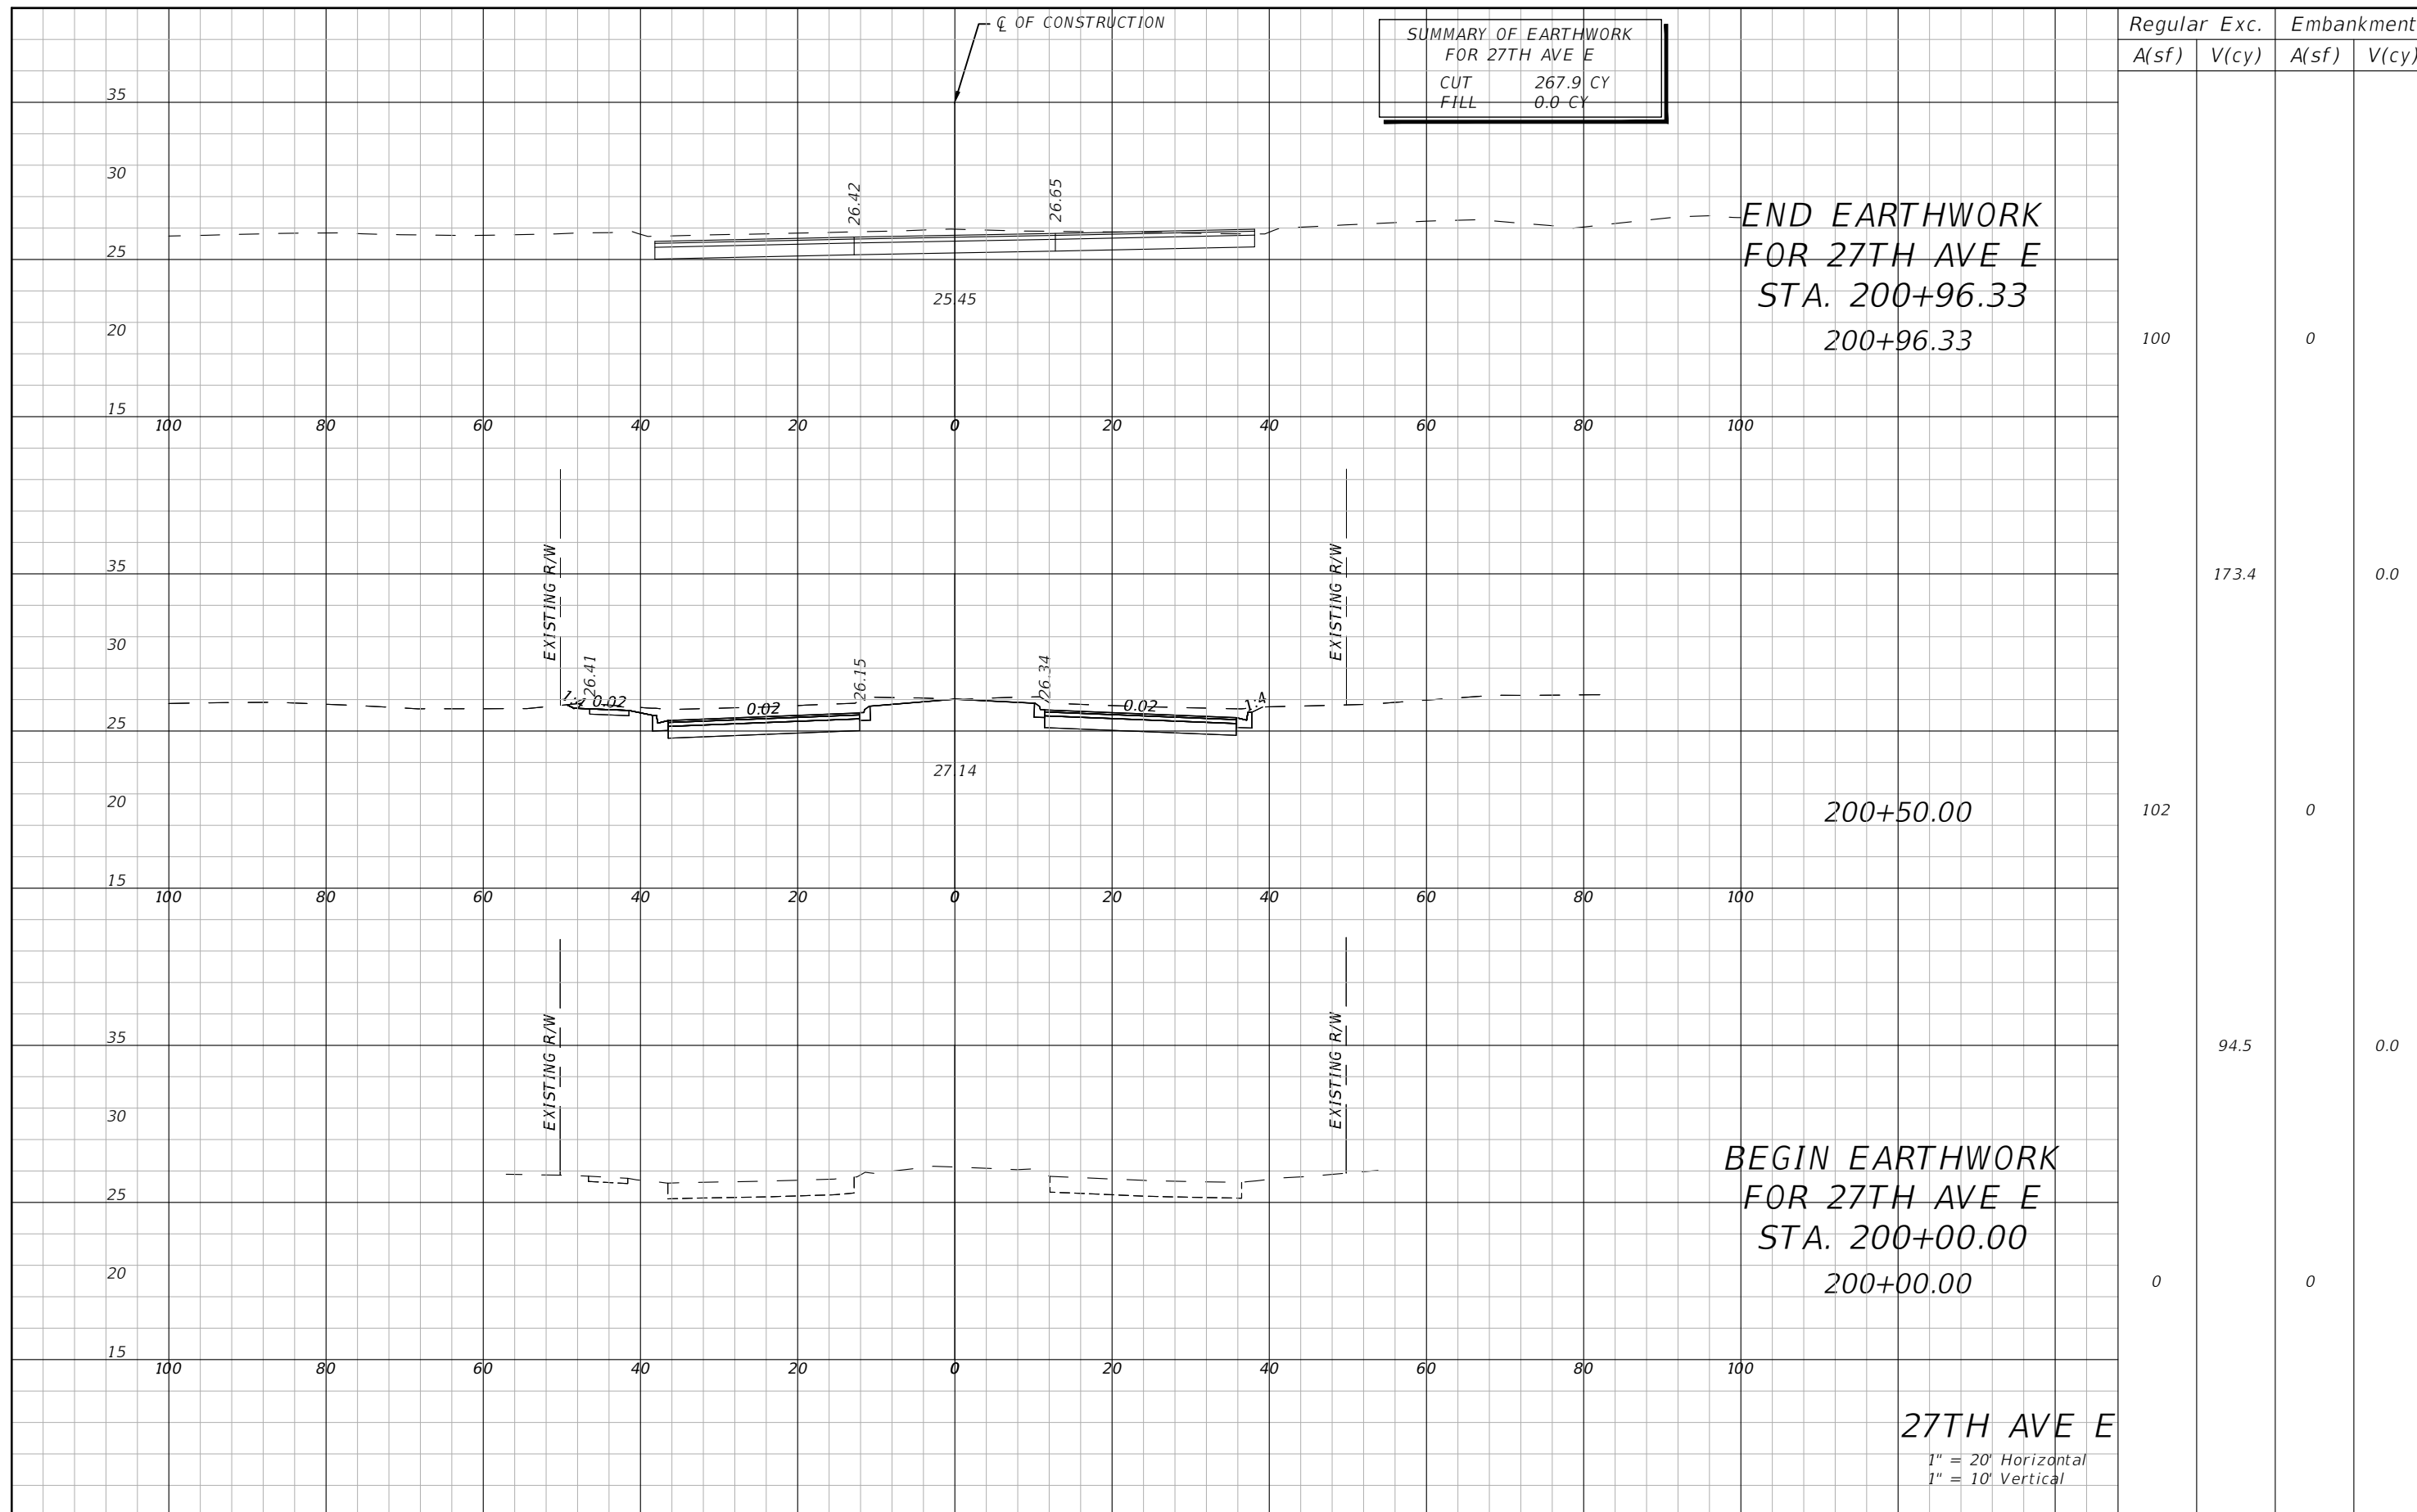 ℄ OF CONSTRUCTION
SUMMARY OF EARTHWORK
FOR 27TH AVE E
CUT 267.9 CY
FILL 0.0 CY
Regular Exc. Embankment
A(sf) V(cy) A(sf) V(cy)
35
30
26.42 26.65
END EARTHWORK
FOR 27TH AVE E
STA. 200+96.33
25
25.45
20
200+96.33 100 0
15
100 80 60 40 20 0 20 40 60 80 100
35
173.4 0.0
EXISTING R/W EXISTING R/W
30
26.41 26.15 26.34
0.02 0.02 0.02 1:4
25
27.14
20
200+50.00 102 0
15
100 80 60 40 20 0 20 40 60 80 100
35
94.5 0.0
EXISTING R/W EXISTING R/W
30
BEGIN EARTHWORK
FOR 27TH AVE E
STA. 200+00.00
25
20
200+00.00 0 0
15
100 80 60 40 20 0 20 40 60 80 100
27TH AVE E
1" = 20' Horizontal
1" = 10' Vertical